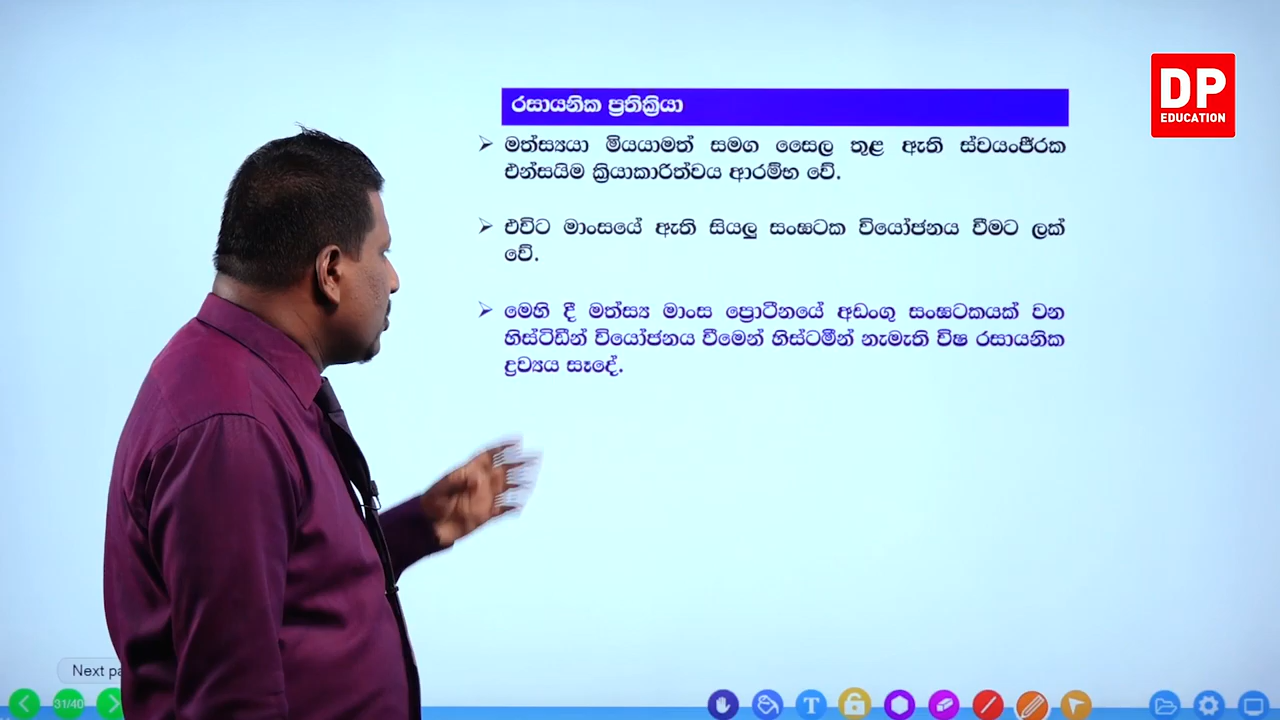 DP
EDUCATION
රසායනික ප්‍රතික්‍රියා
➢ මත්ස්‍යයා මියයාමත් සමග සෛල තුළ ඇති ස්වයංජීරක
එන්සයිම ක්‍රියාකාරිත්වය ආරම්භ වේ.
➢ එවිට මාංසයේ ඇති සියලු සංඝටක වියෝජනය වීමට ලක්
වේ.
➢ මෙහි දී මත්ස්‍ය මාංස ප්‍රොටීනයේ අඩංගු සංඝටකයක් වන
හිස්ටිඩීන් වියෝජනය වීමෙන් හිස්ටමීන් නැමැති විෂ රසායනික
ද්‍රව්‍යය සෑදේ.
Next pa
31/40